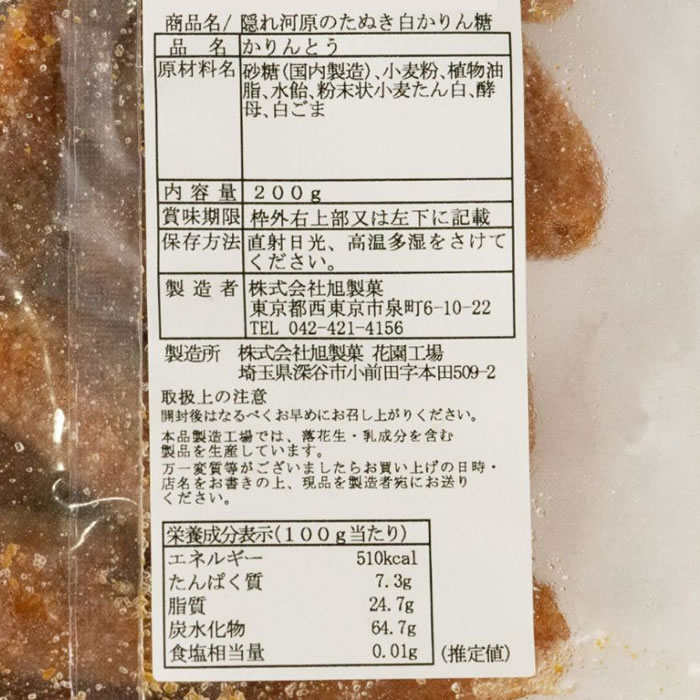 商品名/ 隠れ河原のたぬき白かりん糖
品名 かりんとう
原材料名 砂糖(国内製造)、小麦粉、植物油
脂、水飴、粉末状小麦たん白、酵
母、白ごま
内容量 200g
賞味期限 枠外右上部又は左下に記載
保存方法 直射日光、高温多湿をさけて
ください。
製造者 株式会社旭製菓
東京都西東京市泉町6-10-22
TEL 042-421-4156
製造所 株式会社旭製菓 花園工場
埼玉県深谷市小前田字本田509-2
取扱上の注意
開封後はなるべくお早めにお召し上がりください。
本品製造工場では、落花生・乳成分を含む
製品を生産しています。
万一変質等がございましたらお買い上げの日時・
店名をお書きの上、現品を製造者宛にお送り
ください。
栄養成分表示(100g当たり)
エネルギー 510kcal
たんぱく質 7.3g
脂質 24.7g
炭水化物 64.7g
食塩相当量 0.01g (推定値)